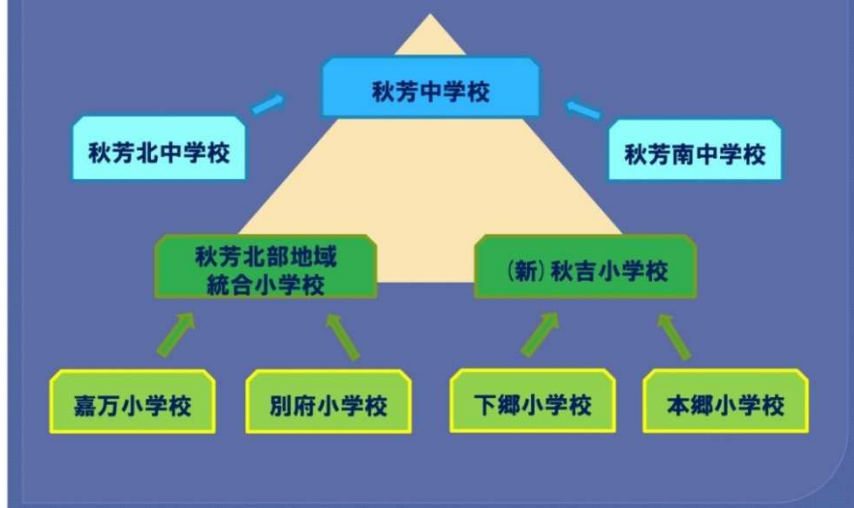 秋芳中学校
秋芳北中学校
秋芳南中学校
秋芳北部地域
統合小学校
(新)秋吉小学校
嘉万小学校
別府小学校
下郷小学校
本郷小学校